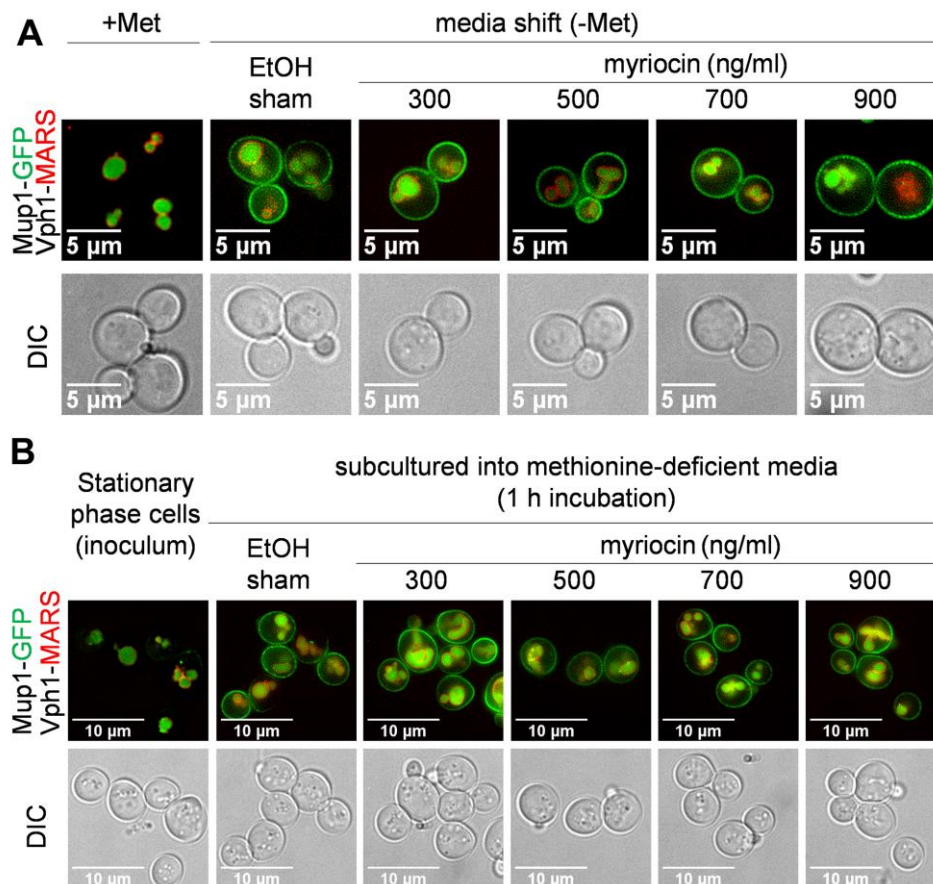 A
+Met
media shift (-Met)
EtOH
sham
myriocin (ng/ml)
300
500
700
900
Mup1-GFP
Vph1-MARS
5 µm
5 µm
5 µm
5 µm
5 µm
5 µm
DIC
5 µm
5 µm
5 µm
5 µm
5 µm
5 µm
B
Stationary
phase cells
(inoculum)
subcultured into methionine-deficient media
(1 h incubation)
EtOH
sham
myriocin (ng/ml)
300
500
700
900
Mup1-GFP
Vph1-MARS
10 µm
10 µm
10 µm
10 µm
10 µm
10 µm
DIC
10 µm
10 µm
10 µm
10 µm
10 µm
10 µm